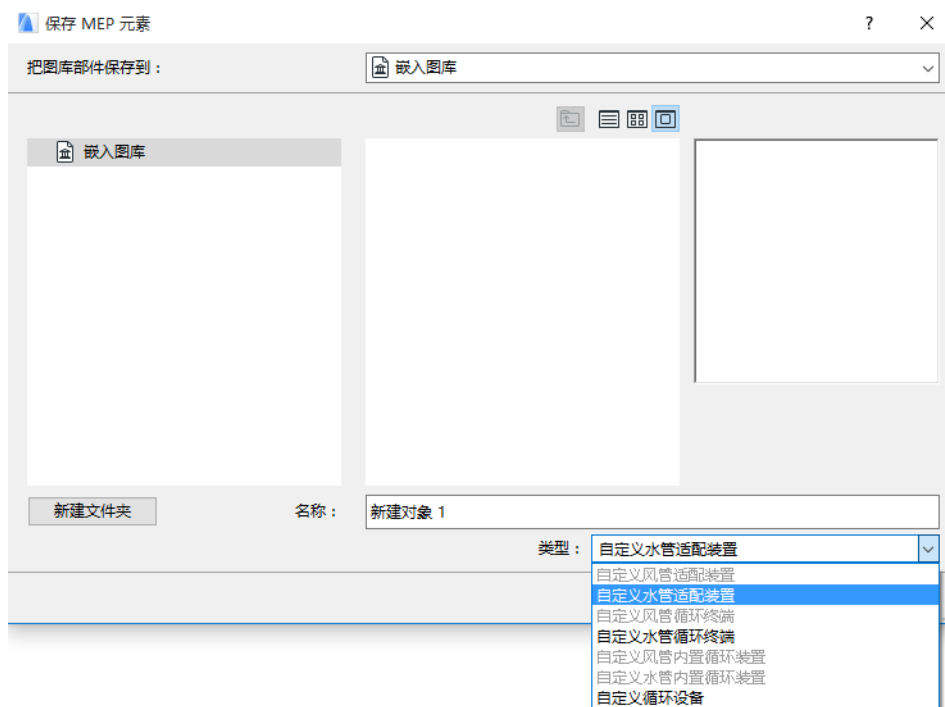 保存 MEP 元素
?
把图库部件保存到：
嵌入图库
嵌入图库
新建文件夹
名称：
新建对象 1
类型：
自定义水管适配装置
自定义风管适配装置
自定义水管适配装置
自定义风管循环终端
自定义水管循环终端
自定义风管内置循环装置
自定义水管内置循环装置
自定义循环设备